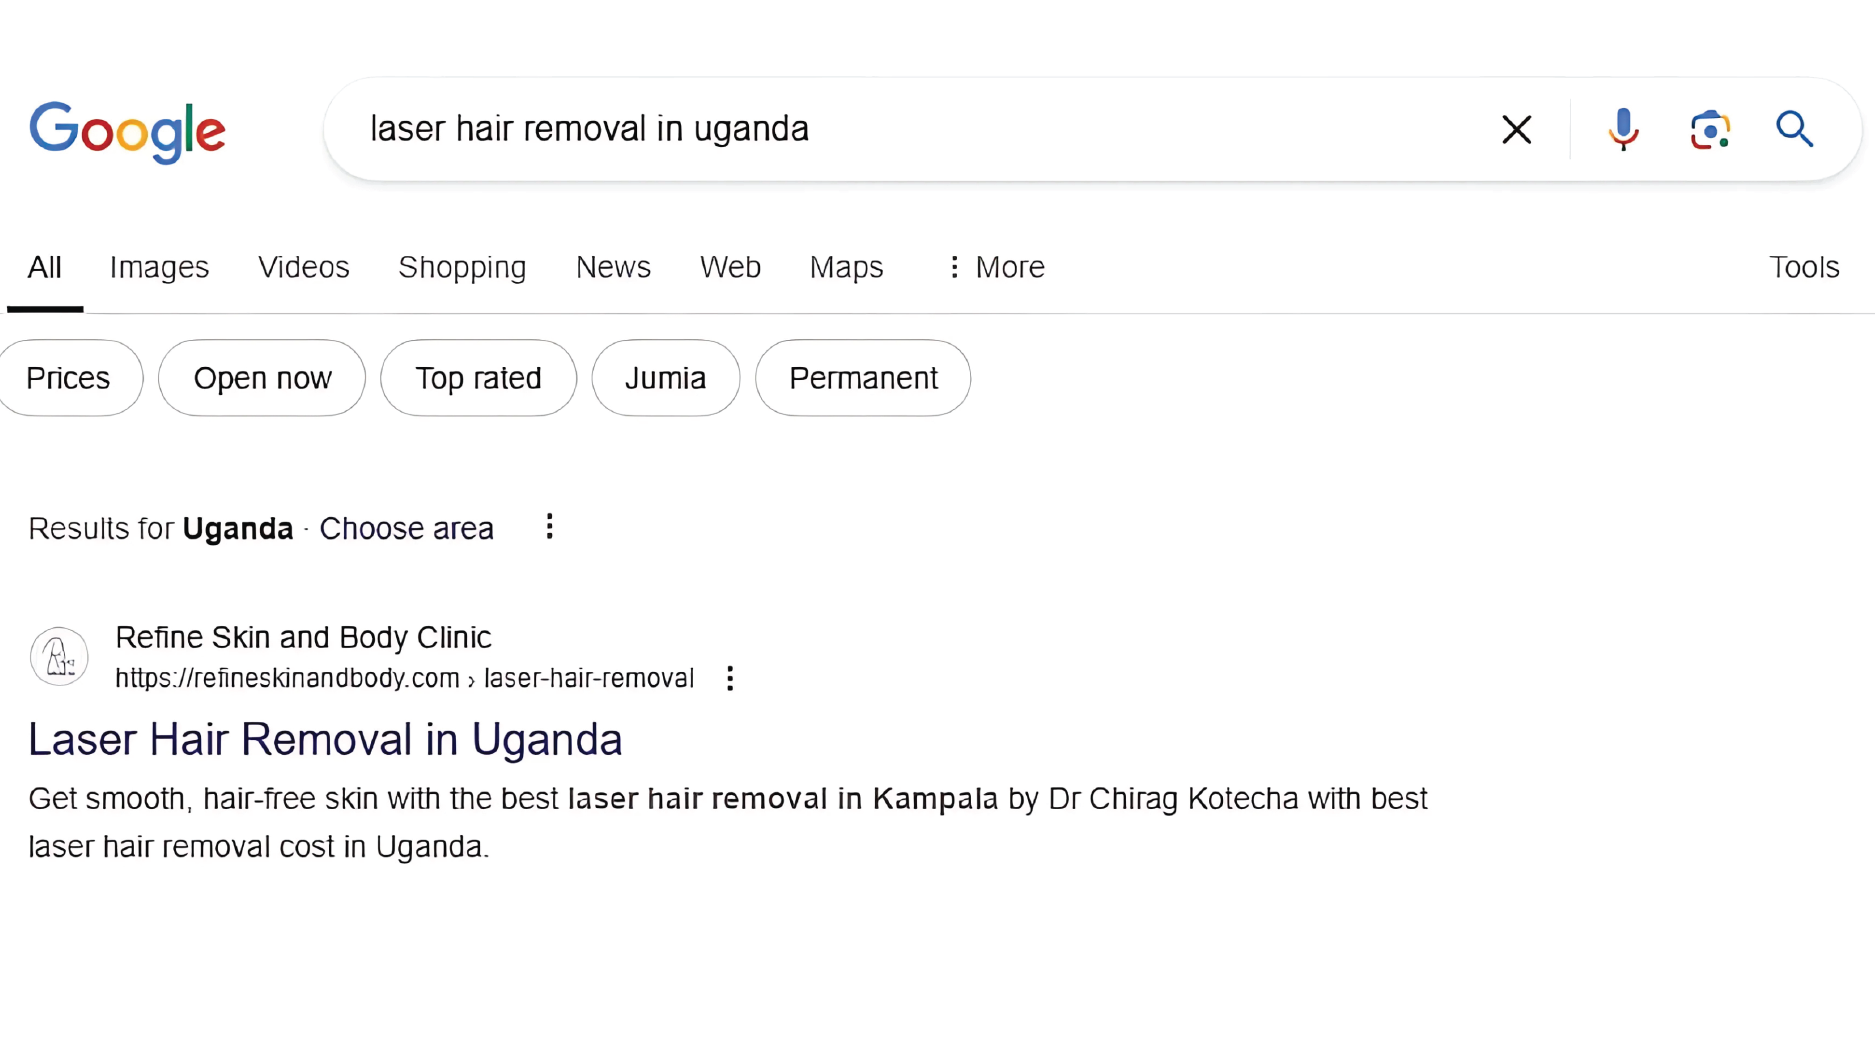 Google
laser hair removal in uganda
All Images Videos Shopping News Web Maps ⋮ More Tools
Prices Open now Top rated Jumia Permanent
Results for Uganda · Choose area ⋮
Refine Skin and Body Clinic
https://refineskinandbody.com › laser-hair-removal ⋮
Laser Hair Removal in Uganda
Get smooth, hair-free skin with the best laser hair removal in Kampala by Dr Chirag Kotecha with best
laser hair removal cost in Uganda.